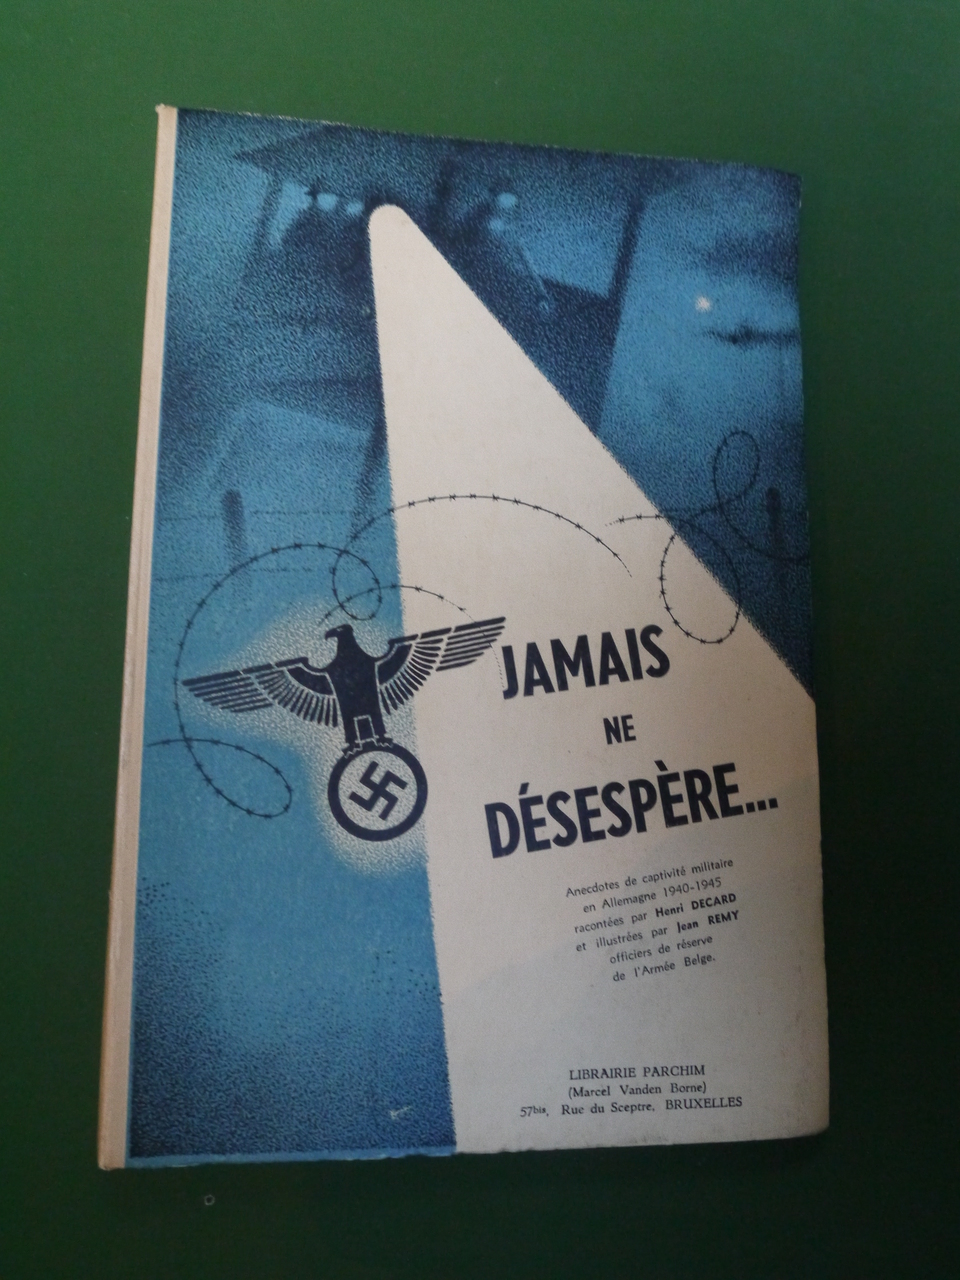 JAMAIS
NE
DÉSESPÈRE...
Anecdotes de captivité militaire
en Allemagne 1940-1945
racontées par Henri DECARD
et illustrées par Jean REMY
officiers de réserve
de l'Armée Belge.
LIBRAIRIE PARCHIM
(Marcel Vanden Borne)
57bis, Rue du Sceptre, BRUXELLES